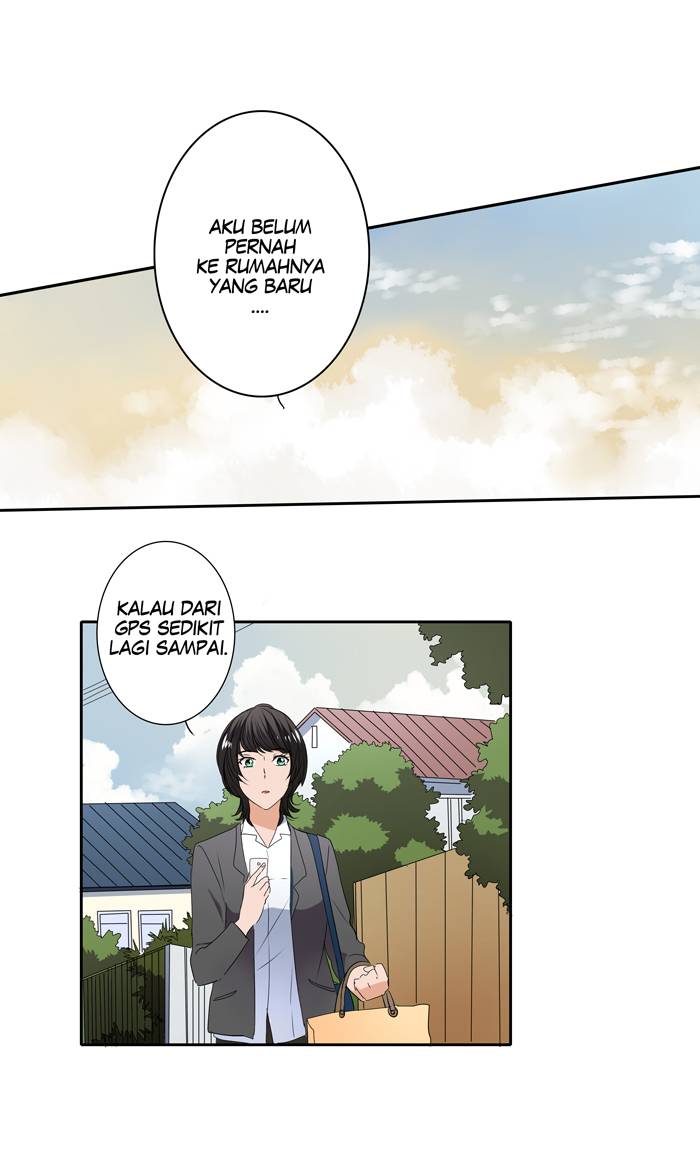 AKU BELUM
PERNAH
KE RUMAHNYA
YANG BARU
....
KALAU DARI
GPS SEDIKIT
LAGI SAMPAI.